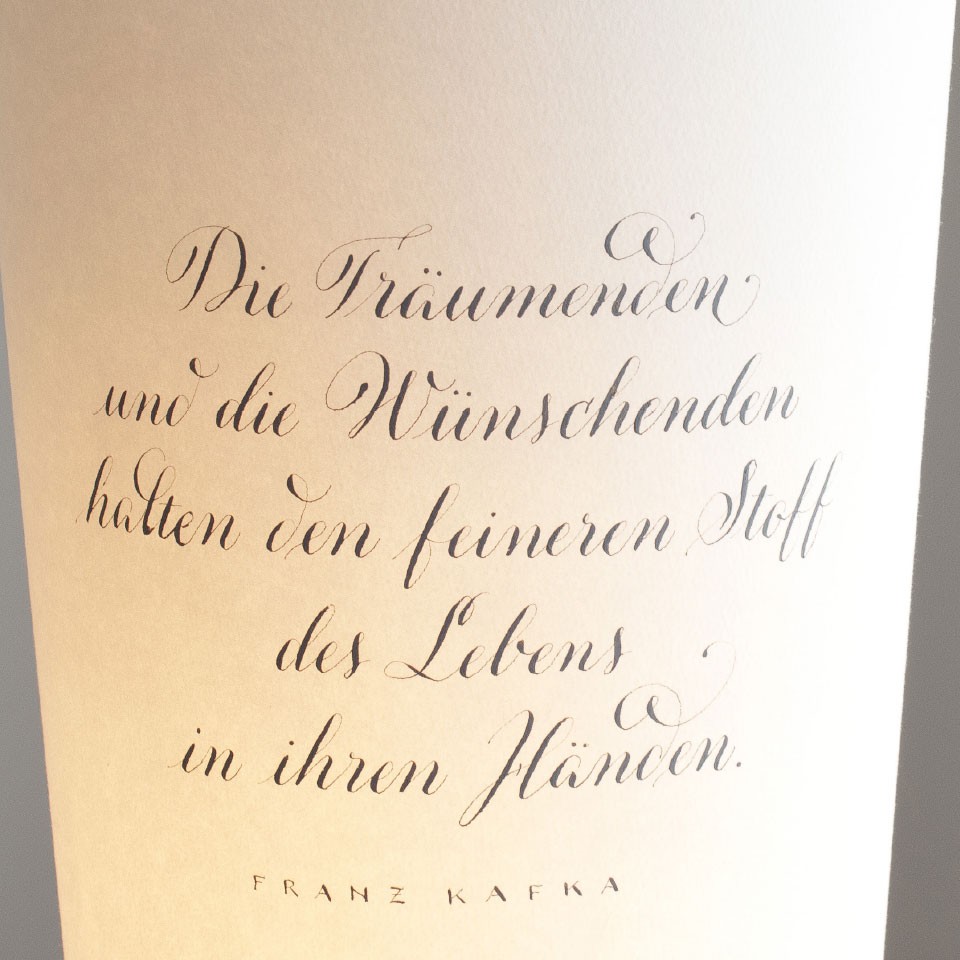 Die Träumenden
und die Wünschenden
halten den feineren Stoff
des Lebens
in ihren Händen.
FRANZ KAFKA